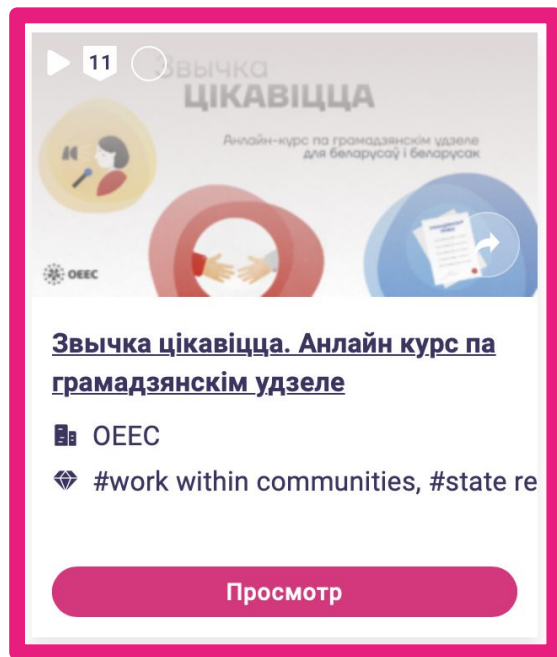 11
Звычка
ЦІКАВІЦЦА
Анлайн-курс па грамадзянскім удзеле
для беларусаў і беларусак
OEEC
Звычка цікавіцца. Анлайн курс па
грамадзянскім удзеле
OEEC
#work within communities, #state re
Просмотр